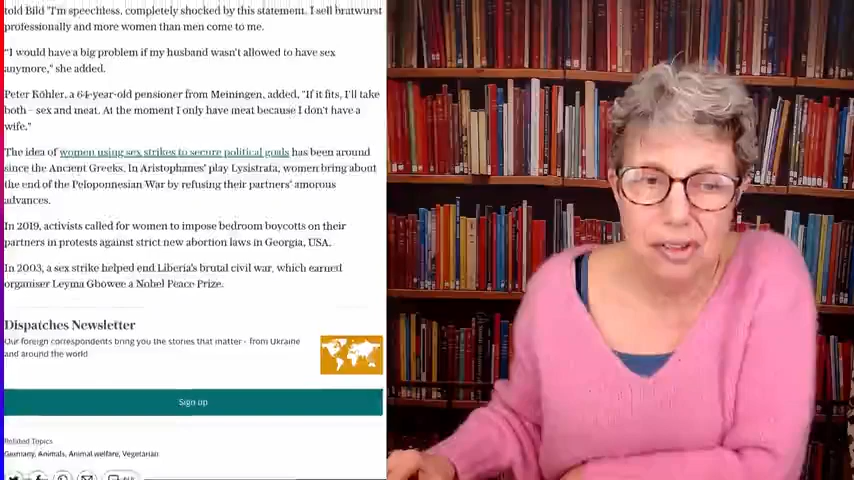 told Bild "I'm speechless, completely shocked by this statement. I sell bratwurst
professionally and more women than men come to me.
"I would have a big problem if my husband wasn't allowed to have sex
anymore," she added.
Peter Köhler, a 64-year-old pensioner from Meiningen, added, "If it fits, I'll take
both – sex and meat. At the moment I only have meat because I don't have a
wife."
The idea of women using sex strikes to secure political goals has been around
since the Ancient Greeks. In Aristophanes' play Lysistrata, women bring about
the end of the Peloponnesian War by refusing their partners' amorous
advances.
In 2019, activists called for women to impose bedroom boycotts on their
partners in protests against strict new abortion laws in Georgia, USA.
In 2003, a sex strike helped end Liberia's brutal civil war, which earned
organiser Leyma Gbowee a Nobel Peace Prize.
Dispatches Newsletter
Our foreign correspondents bring you the stories that matter - from Ukraine
and around the world
Sign up
Related Topics
Germany, Animals, Animal welfare, Vegetarian